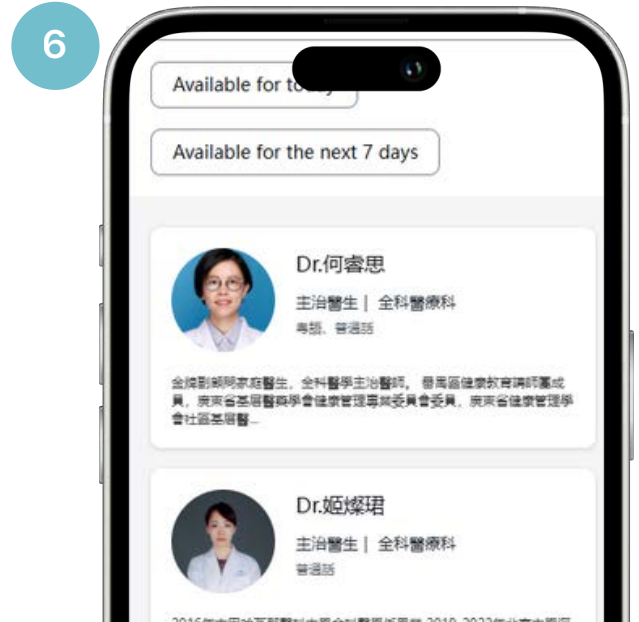 6
Available for today
Available for the next 7 days
Dr.何睿思
主治醫生 | 全科醫療科
粵語、普通話
金牌副顧問家庭醫生，全科醫學主治醫師，番禺區健康教育講師團成
員，廣東省基層醫藥學會健康管理專業委員會委員，廣東省健康管理學
會社區基層醫...
Dr.姬燦珺
主治醫生 | 全科醫療科
普通話